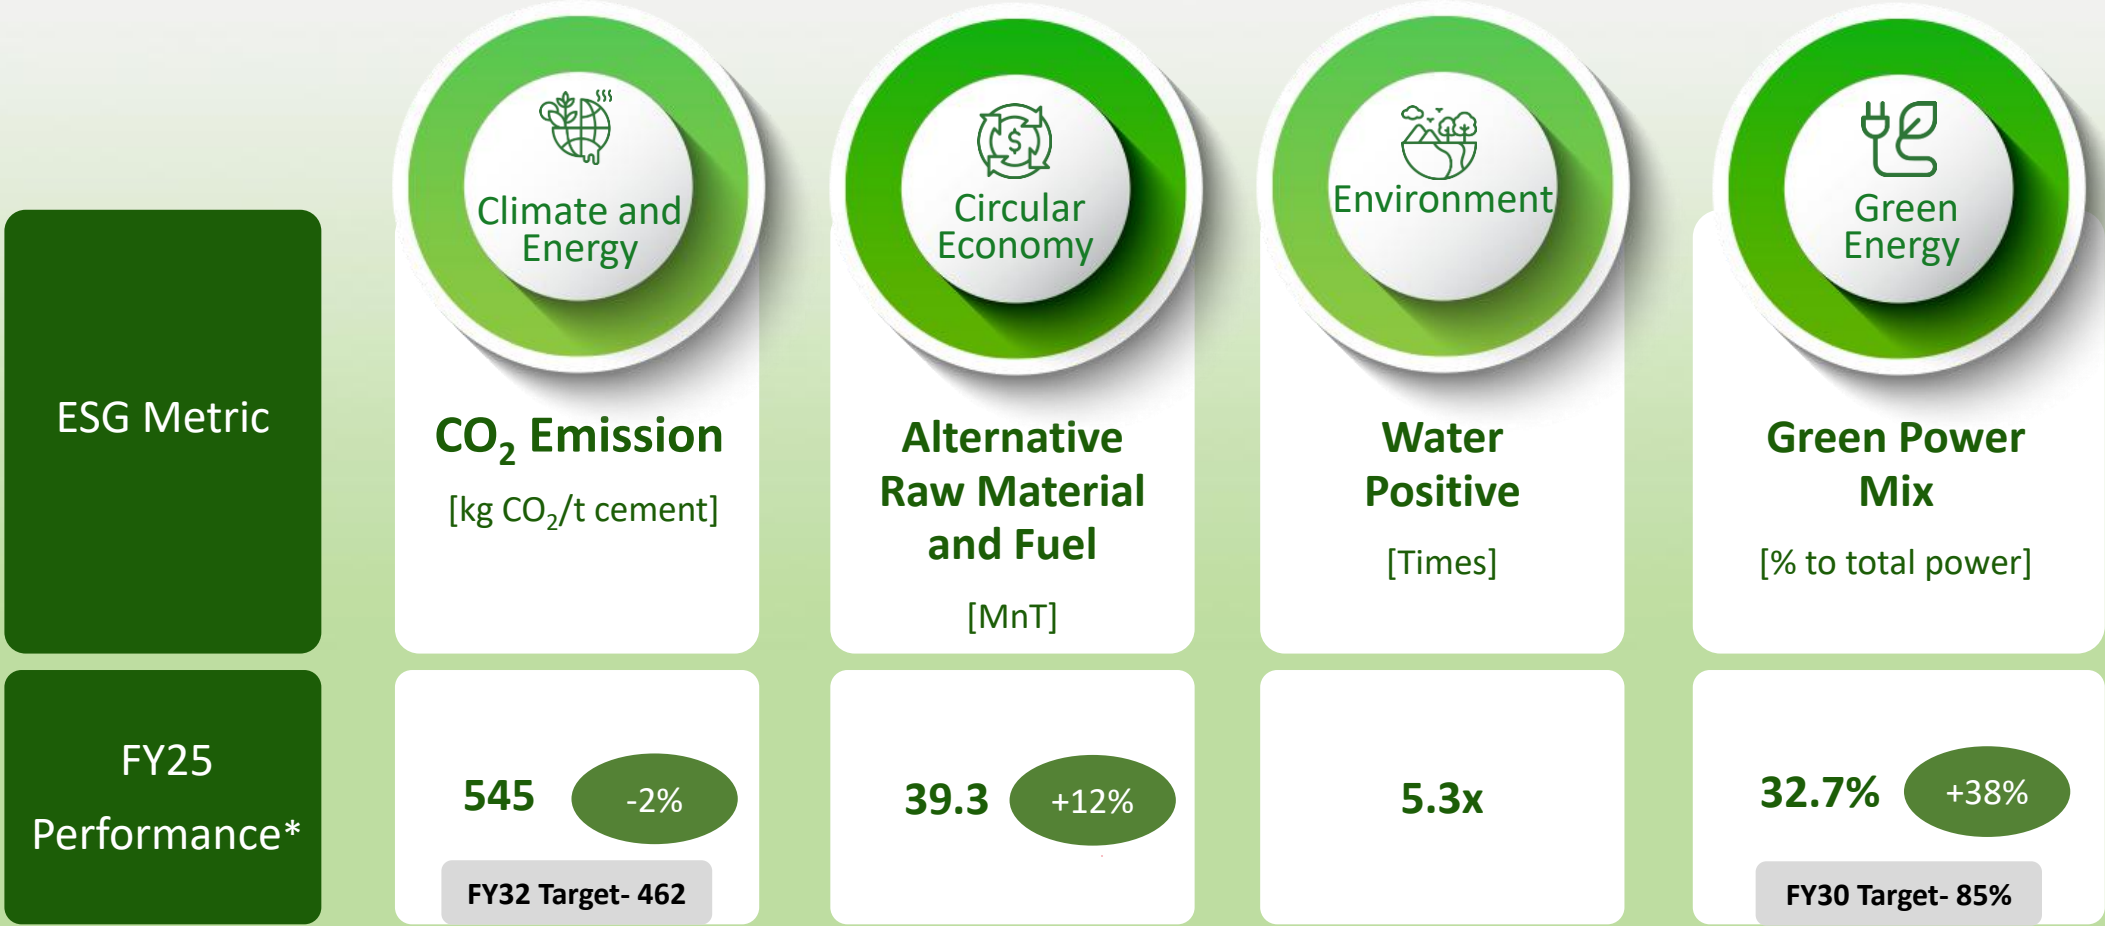 Climate and
Energy
Circular
Economy
Environment
Green
Energy
ESG Metric
CO₂ Emission
[kg CO₂/t cement]
Alternative
Raw Material
and Fuel
[MnT]
Water
Positive
[Times]
Green Power
Mix
[% to total power]
FY25
Performance*
545
-2%
FY32 Target- 462
39.3
+12%
5.3x
32.7%
+38%
FY30 Target- 85%